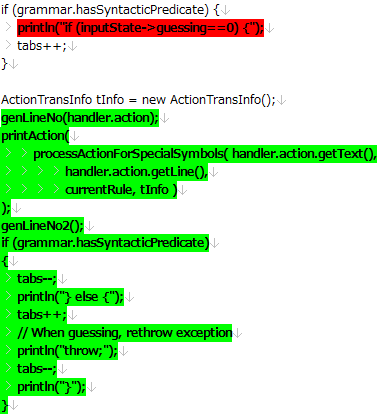 if (grammar.hasSyntacticPredicate) {↓
> println("if (inputState->guessing==0) {");↓
> tabs++;↓
}↓
↓
ActionTransInfo tInfo = new ActionTransInfo();↓
genLineNo(handler.action);↓
printAction(↓
> > processActionForSpecialSymbols( handler.action.getText(),↓
> > > > handler.action.getLine(),↓
> > > > currentRule, tInfo )↓
);↓
genLineNo2();↓
if (grammar.hasSyntacticPredicate)↓
{↓
> tabs--;↓
> println("} else {");↓
> tabs++;↓
> // When guessing, rethrow exception↓
> println("throw;");↓
> tabs--;↓
> println("}");↓
}↓